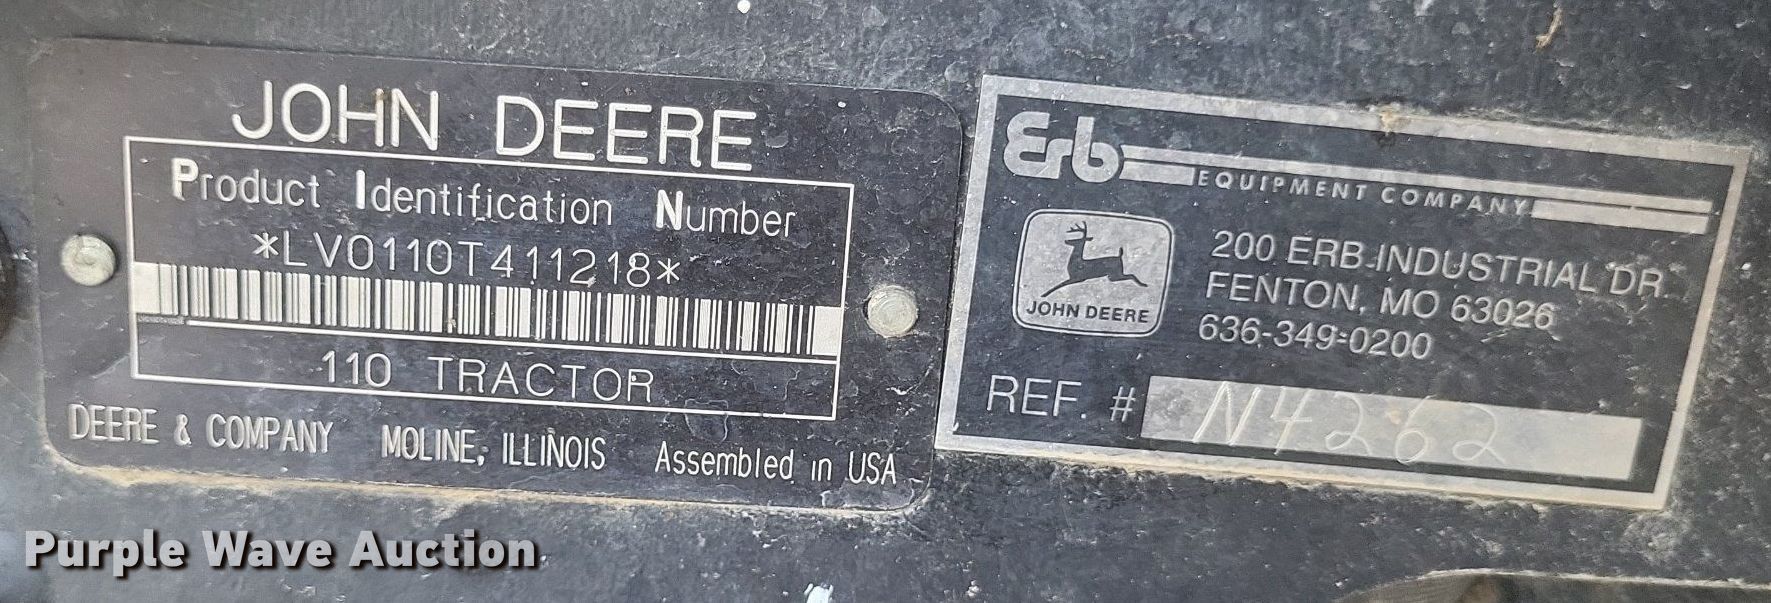 JOHN DEERE
Product Identification Number
*LV0110T411218*
110 TRACTOR
DEERE & COMPANY MOLINE, ILLINOIS Assembled in USA
Erb
EQUIPMENT COMPANY
JOHN DEERE
200 ERB INDUSTRIAL DR.
FENTON, MO 63026
636-349-0200
REF. # N4262
Purple Wave Auction